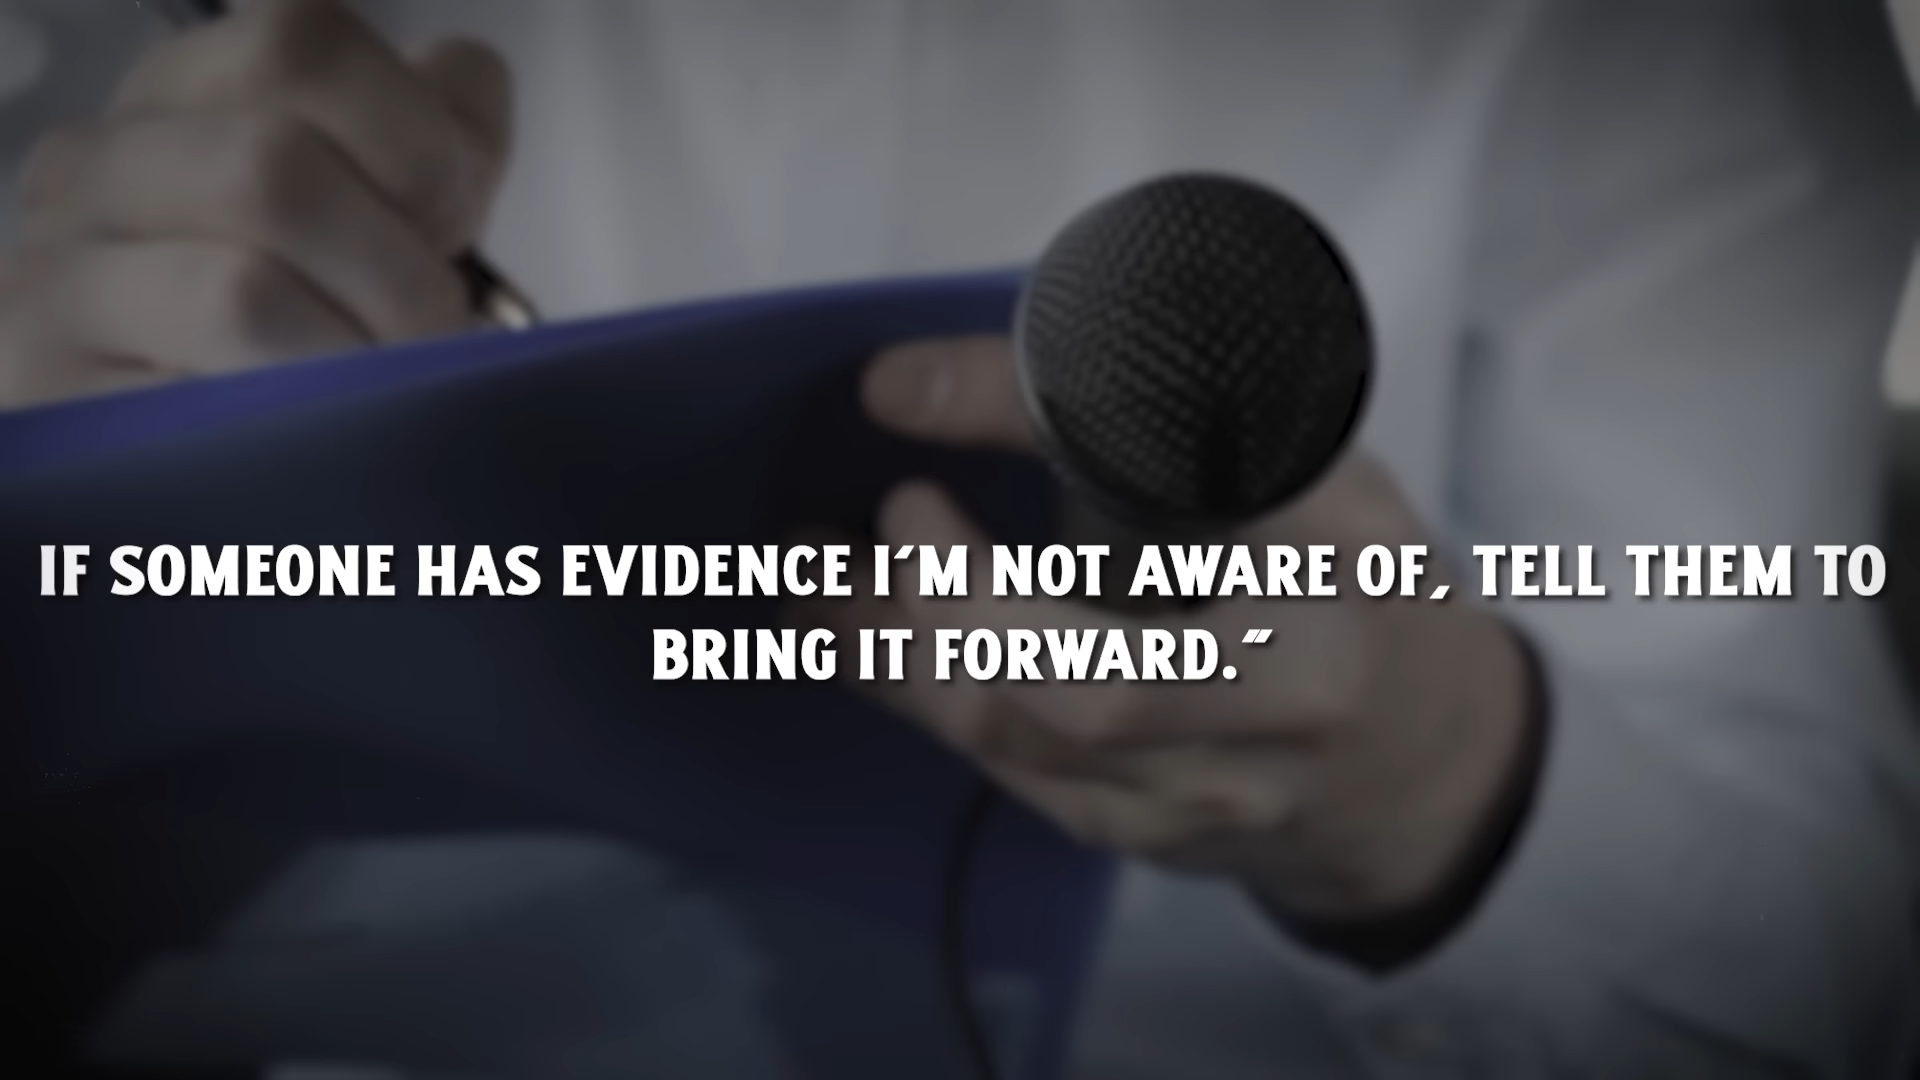 IF SOMEONE HAS EVIDENCE I'M NOT AWARE OF, TELL THEM TO
BRING IT FORWARD."